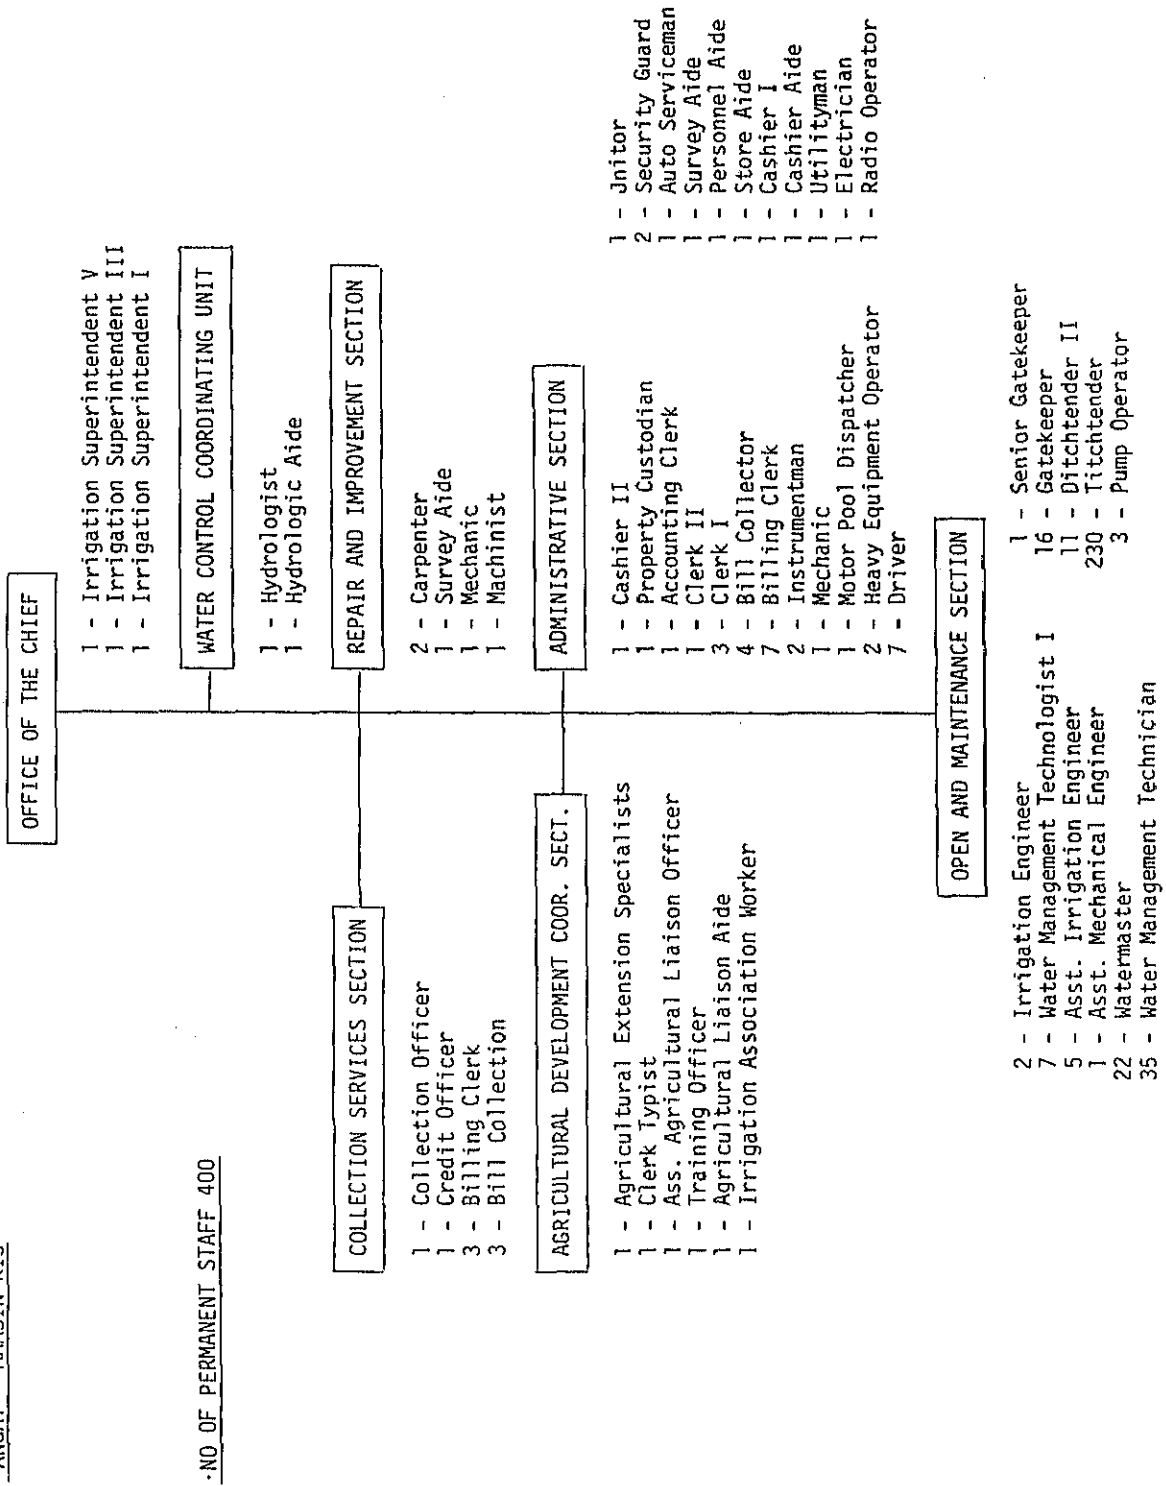 OFFICE OF THE CHIEF
1 - Irrigation Superintendent V
1 - Irrigation Superintendent III
1 - Irrigation Superintendent I
·NO OF PERMANENT STAFF 400
WATER CONTROL COORDINATING UNIT
1 - Hydrologist
1 - Hydrologic Aide
COLLECTION SERVICES SECTION
1 - Collection Officer
1 - Credit Officer
3 - Billing Clerk
3 - Bill Collection
REPAIR AND IMPROVEMENT SECTION
2 - Carpenter
1 - Survey Aide
1 - Mechanic
1 - Machinist
AGRICULTURAL DEVELOPMENT COOR. SECT.
1 - Agricultural Extension Specialists
1 - Clerk Typist
1 - Ass. Agricultural Liaison Officer
1 - Training Officer
1 - Agricultural Liaison Aide
1 - Irrigation Association Worker
ADMINISTRATIVE SECTION
1 - Cashier II
1 - Property Custodian
1 - Accounting Clerk
1 - Clerk II
3 - Clerk I
4 - Bill Collector
7 - Billing Clerk
2 - Instrumentman
1 - Mechanic
1 - Motor Pool Dispatcher
2 - Heavy Equipment Operator
7 - Driver
1 - Jnitor
2 - Security Guard
1 - Auto Serviceman
1 - Survey Aide
1 - Personnel Aide
1 - Store Aide
1 - Cashier I
1 - Cashier Aide
1 - Utilityman
1 - Electrician
1 - Radio Operator
OPEN AND MAINTENANCE SECTION
2 - Irrigation Engineer
7 - Water Management Technologist I
5 - Asst. Irrigation Engineer
1 - Asst. Mechanical Engineer
22 - Watermaster
35 - Water Management Technician
1 - Senior Gatekeeper
16 - Gatekeeper
11 - Ditchtender II
230 - Titchtender
3 - Pump Operator